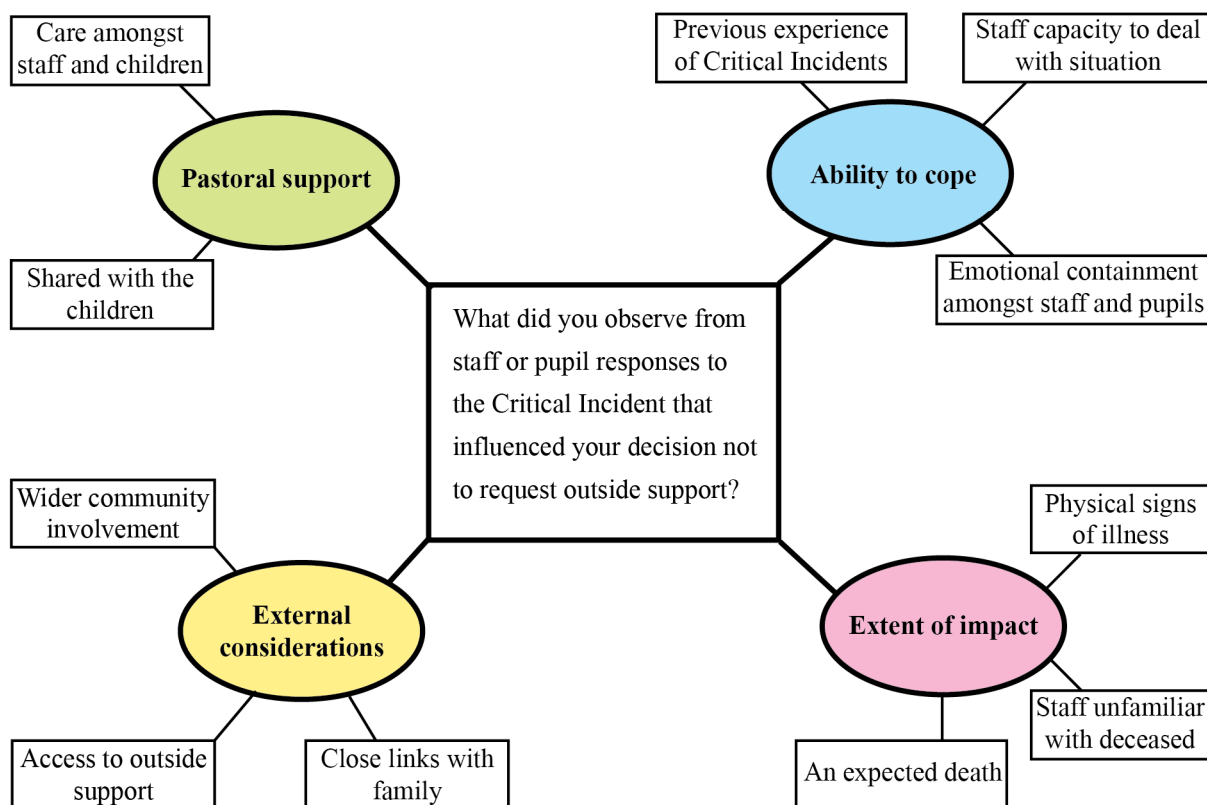 Care amongst
staff and children
Pastoral support
Shared with the
children
Previous experience
of Critical Incidents
Staff capacity to deal
with situation
Ability to cope
Emotional containment
amongst staff and pupils
What did you observe from
staff or pupil responses to
the Critical Incident that
influenced your decision not
to request outside support?
Wider community
involvement
External
considerations
Access to outside
support
Close links with
family
Physical signs
of illness
Extent of impact
Staff unfamiliar
with deceased
An expected death